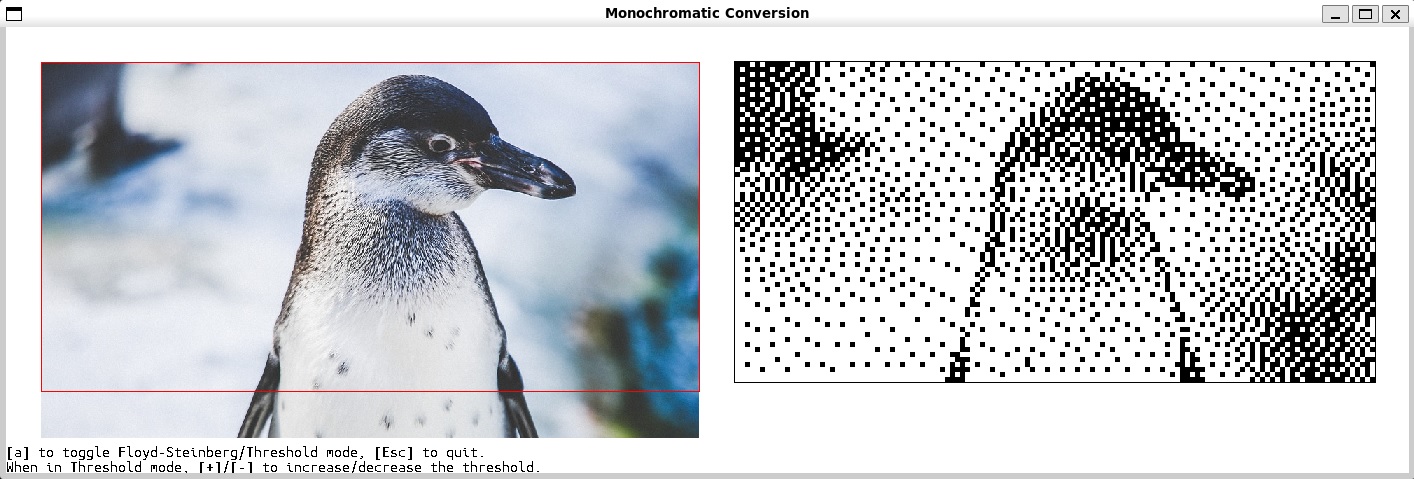 Monochromatic Conversion
[a] to toggle Floyd-Steinberg/Threshold mode, [Esc] to quit.
When in Threshold mode, [+]/[-] to increase/decrease the threshold.